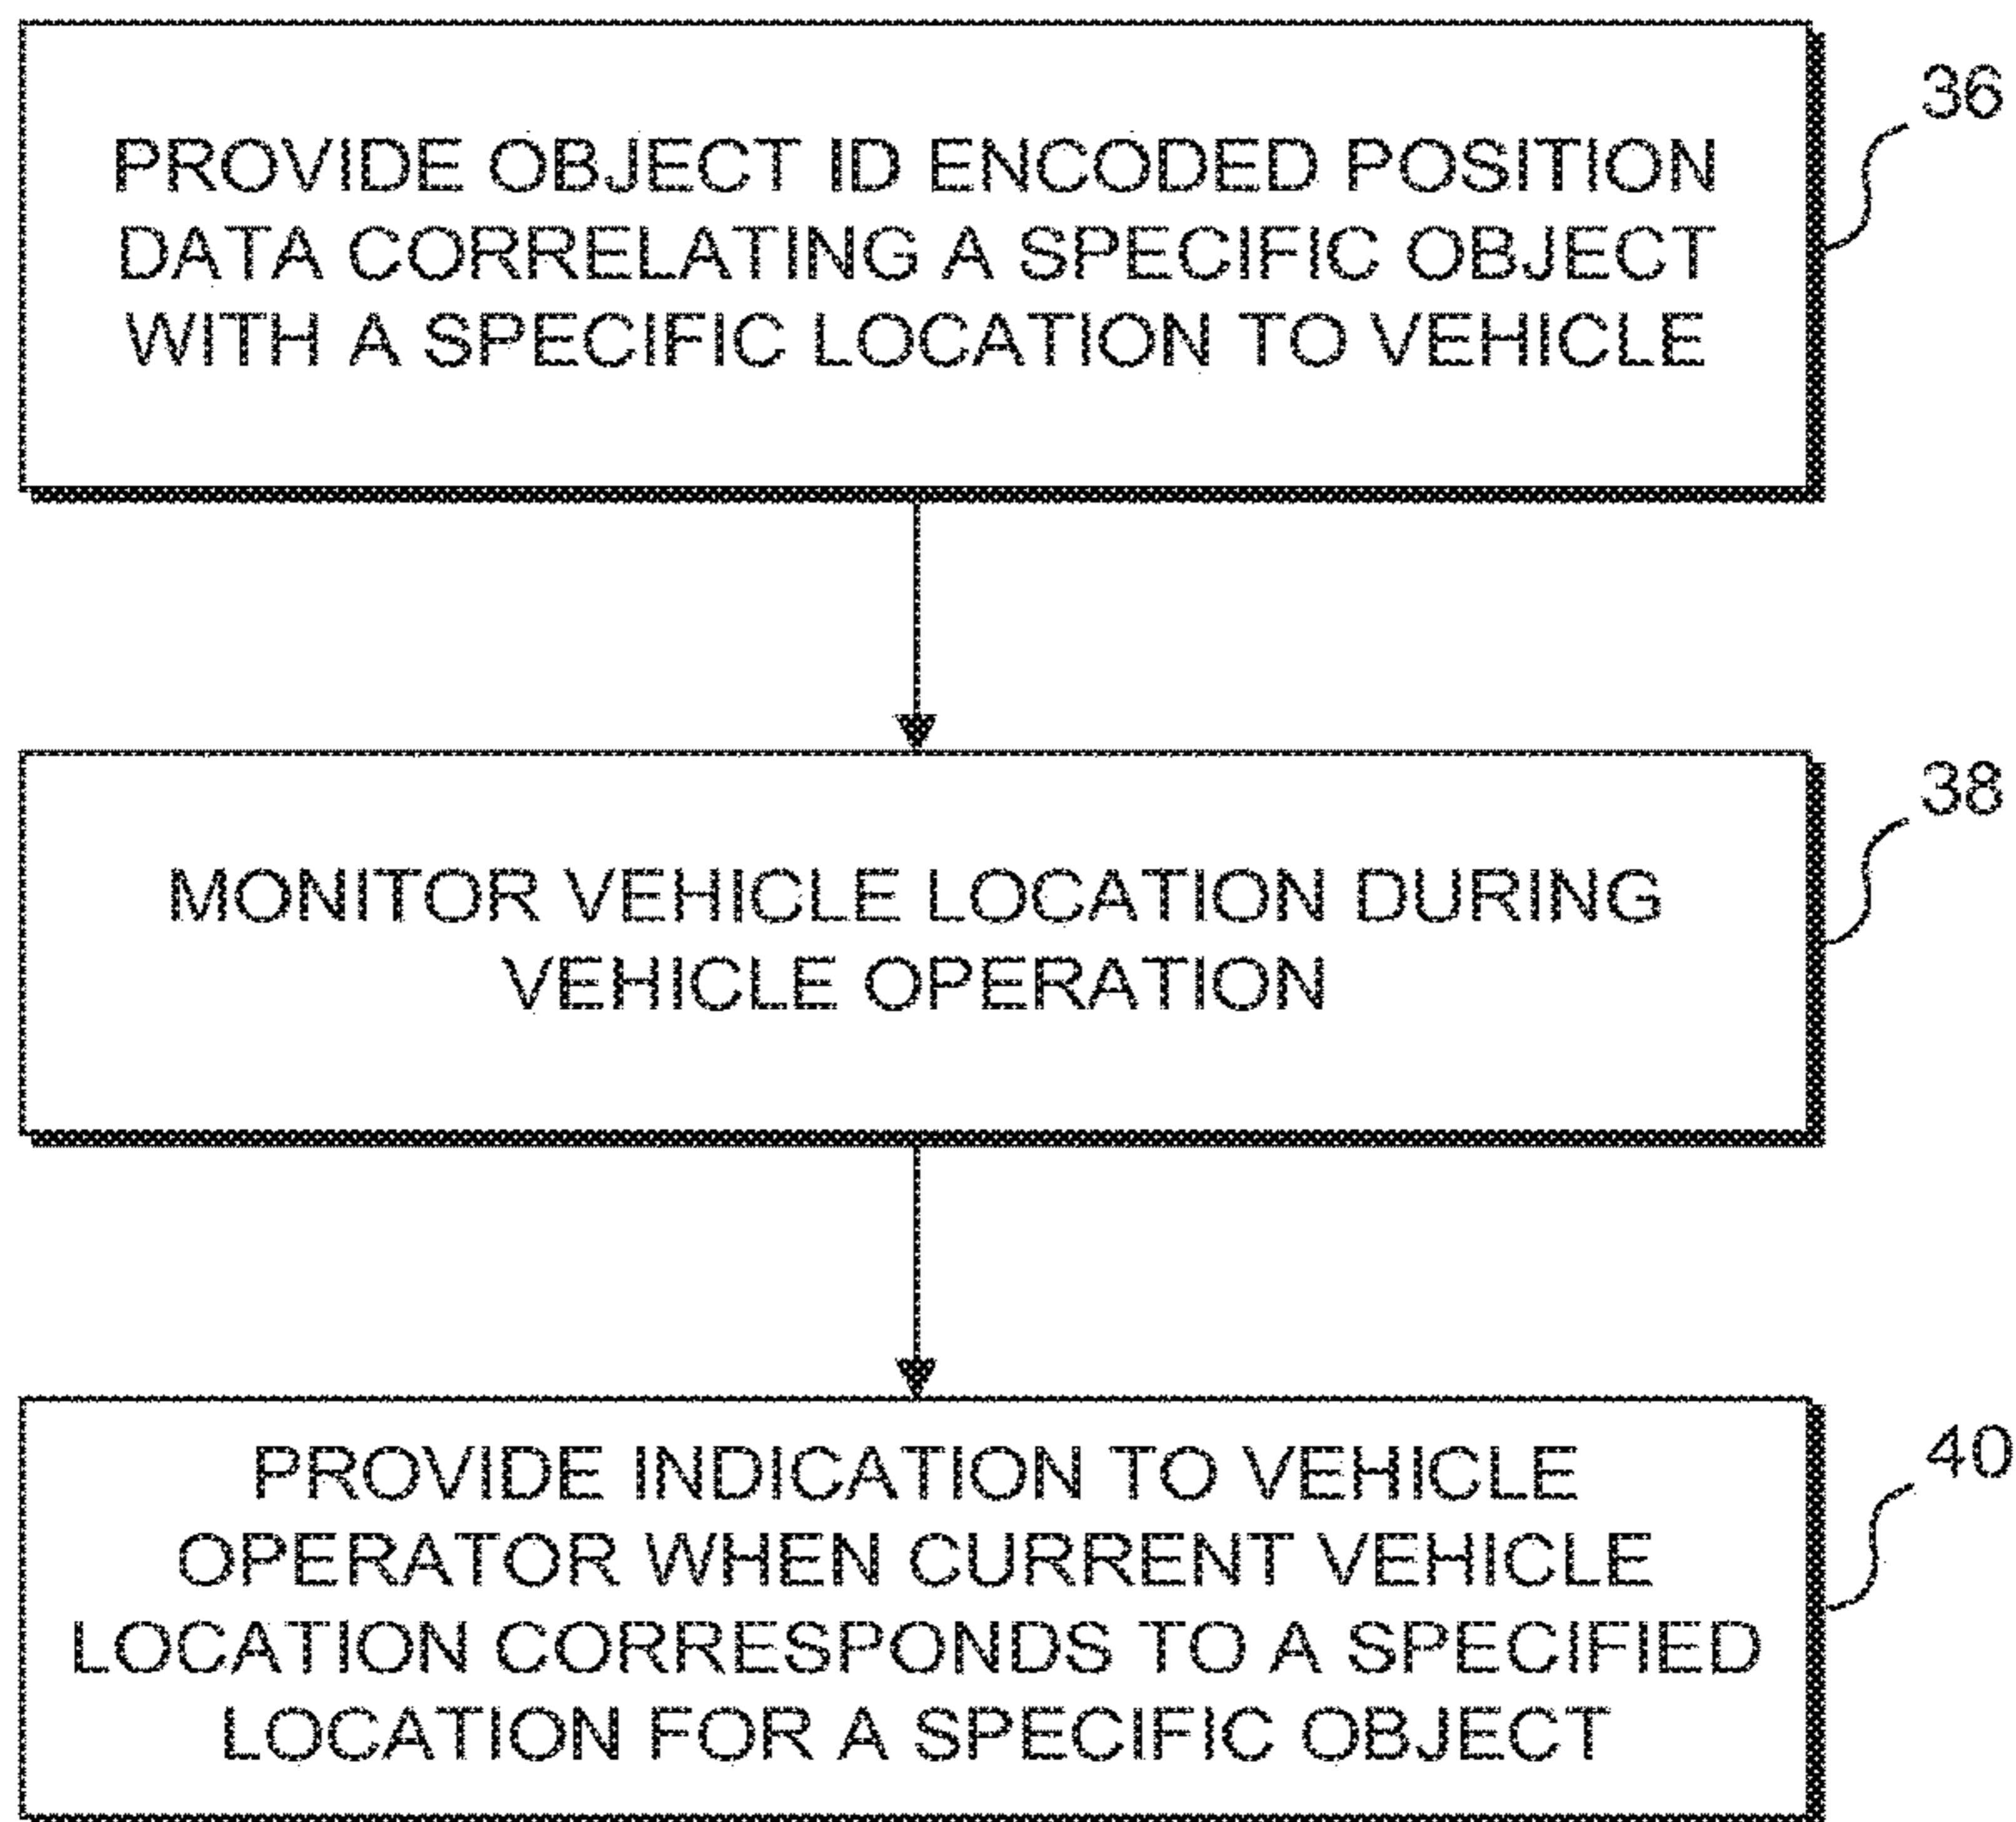 PROVIDE OBJECT ID ENCODED POSITION
DATA CORRELATING A SPECIFIC OBJECT
WITH A SPECIFIC LOCATION TO VEHICLE
36
MONITOR VEHICLE LOCATION DURING
VEHICLE OPERATION
38
PROVIDE INDICATION TO VEHICLE
OPERATOR WHEN CURRENT VEHICLE
LOCATION CORRESPONDS TO A SPECIFIED
LOCATION FOR A SPECIFIC OBJECT
40